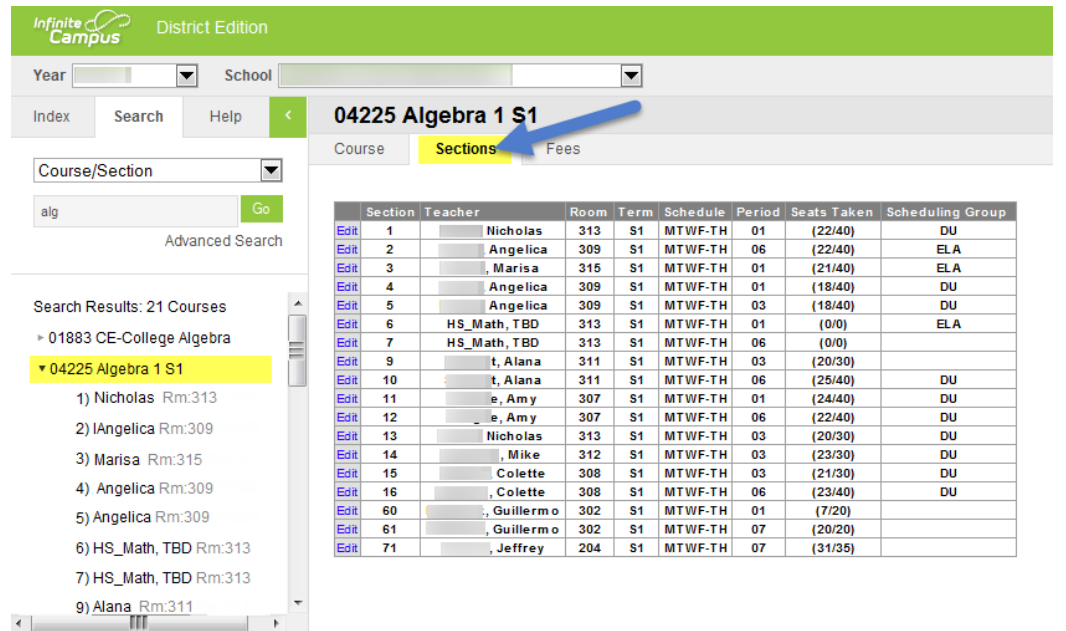 Infinite Campus District Edition
Year School
Index Search Help <
04225 Algebra 1 S1
Course Sections Fees
Course/Section
alg Go
Advanced Search
Search Results: 21 Courses
01883 CE-College Algebra
04225 Algebra 1 S1
1) Nicholas Rm:313
2) IAngelica Rm:309
3) Marisa Rm:315
4) Angelica Rm:309
5) Angelica Rm:309
6) HS_Math, TBD Rm:313
7) HS_Math, TBD Rm:313
9) Alana Rm:311
Section Teacher Room Term Schedule Period Seats Taken Scheduling Group
Edit 1 Nicholas 313 S1 MTWF-TH 01 (22/40) DU
Edit 2 Angelica 309 S1 MTWF-TH 06 (22/40) ELA
Edit 3 , Marisa 315 S1 MTWF-TH 01 (21/40) ELA
Edit 4 Angelica 309 S1 MTWF-TH 01 (18/40) DU
Edit 5 Angelica 309 S1 MTWF-TH 03 (18/40) DU
Edit 6 HS_Math, TBD 313 S1 MTWF-TH 01 (0/0) ELA
Edit 7 HS_Math, TBD 313 S1 MTWF-TH 06 (0/0)
Edit 9 t, Alana 311 S1 MTWF-TH 03 (20/30)
Edit 10 t, Alana 311 S1 MTWF-TH 06 (25/40) DU
Edit 11 e, Amy 307 S1 MTWF-TH 01 (24/40) DU
Edit 12 e, Amy 307 S1 MTWF-TH 06 (22/40) DU
Edit 13 Nicholas 313 S1 MTWF-TH 03 (20/30) DU
Edit 14 , Mike 312 S1 MTWF-TH 03 (23/30) DU
Edit 15 Colette 308 S1 MTWF-TH 03 (21/30) DU
Edit 16 , Colette 308 S1 MTWF-TH 06 (23/40) DU
Edit 60 , Guillermo 302 S1 MTWF-TH 01 (7/20)
Edit 61 , Guillermo 302 S1 MTWF-TH 07 (20/20)
Edit 71 , Jeffrey 204 S1 MTWF-TH 07 (31/35)